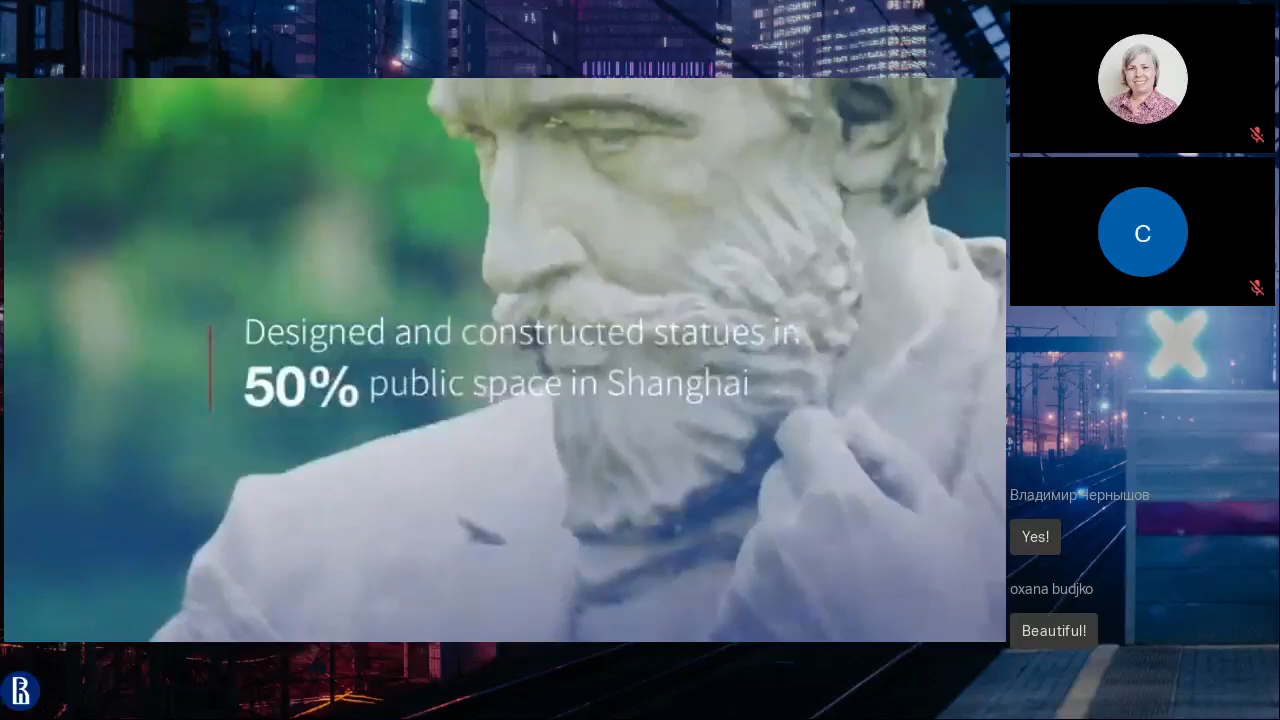 Designed and constructed statues in
50% public space in Shanghai
C
Владимир Чернышов
Yes!
oxana budjko
Beautiful!